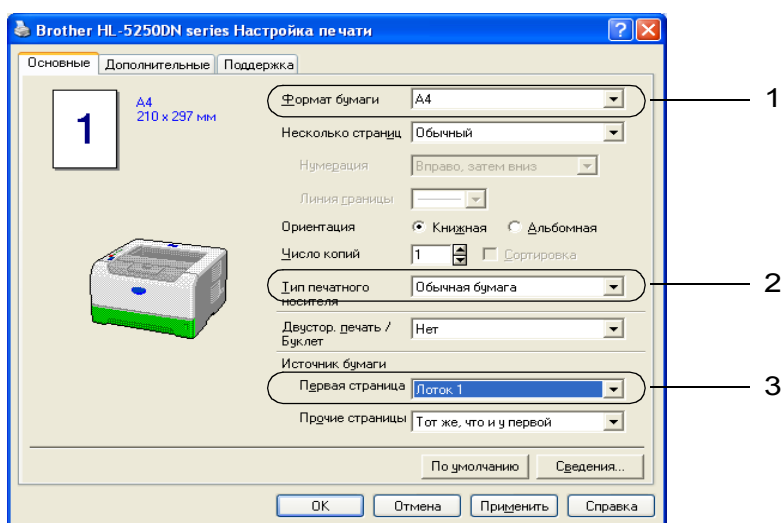 Brother HL-5250DN series Настройка печати
Основные Дополнительные Поддержка
1
A4
210 x 297 мм
Формат бумаги A4 1
Несколько страниц Обычный
Нумерация Вправо, затем вниз
Линия границы
Ориентация Книжная Альбомная
Число копий 1 Сортировка
Тип печатного носителя Обычная бумага 2
Двустор. печать / Буклет Нет
Источник бумаги
Первая страница Лоток 1 3
Прочие страницы Тот же, что и у первой
По умолчанию Сведения...
OK Отмена Применить Справка